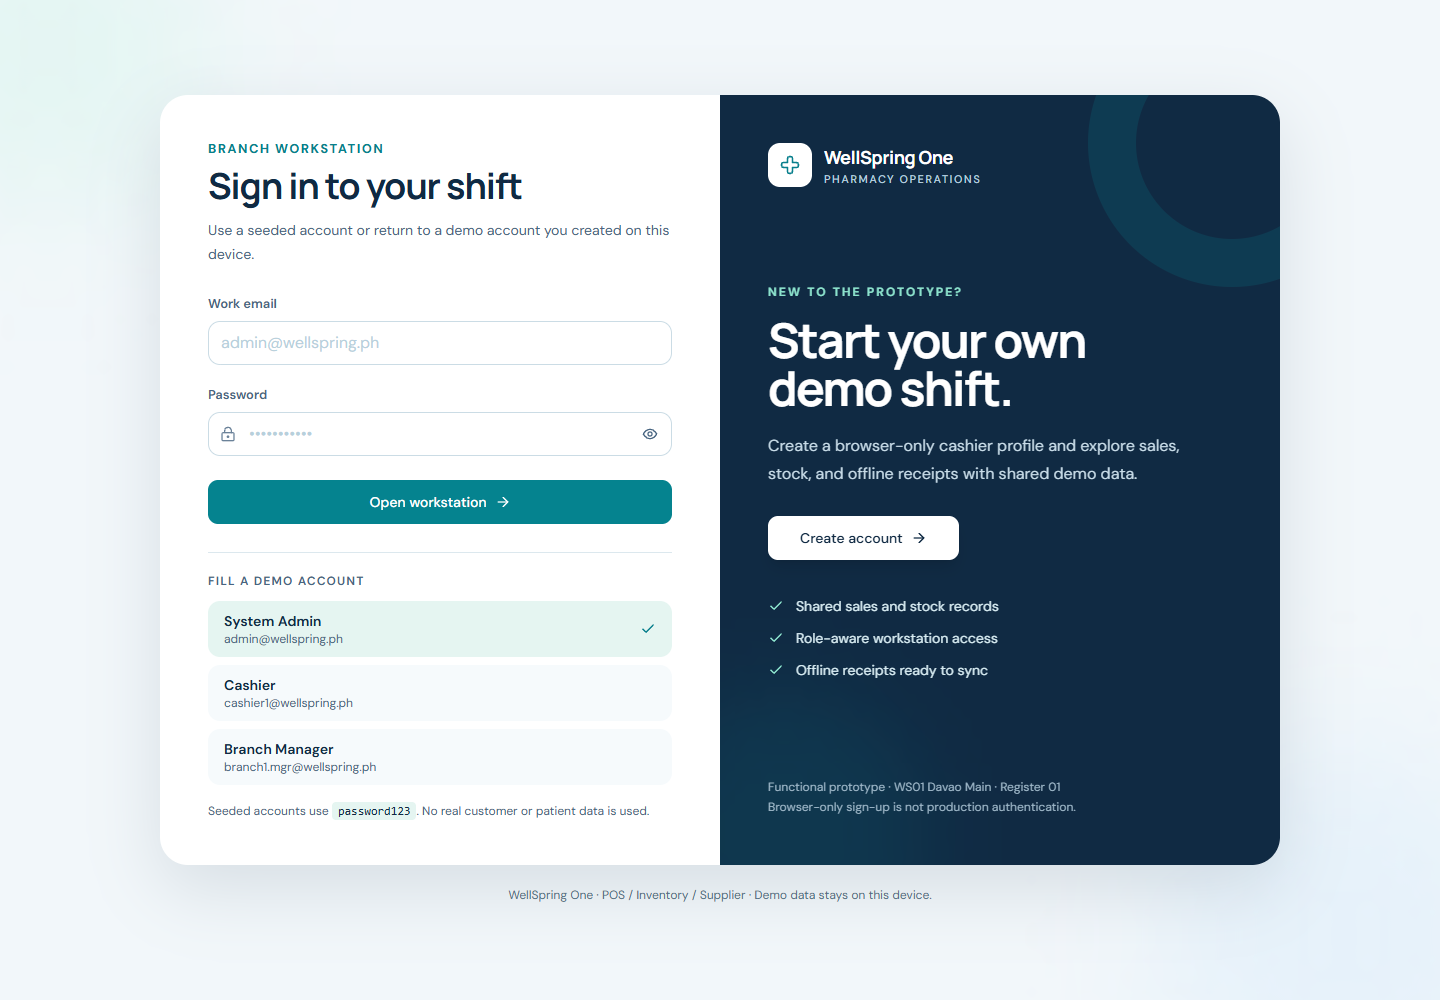 BRANCH WORKSTATION
Sign in to your shift
Use a seeded account or return to a demo account you created on this
device.
Work email
admin@wellspring.ph
Password
•••••••••••
Open workstation →
FILL A DEMO ACCOUNT
System Admin
admin@wellspring.ph
Cashier
cashier1@wellspring.ph
Branch Manager
branch1.mgr@wellspring.ph
Seeded accounts use password123. No real customer or patient data is used.
WellSpring One
PHARMACY OPERATIONS
NEW TO THE PROTOTYPE?
Start your own
demo shift.
Create a browser-only cashier profile and explore sales,
stock, and offline receipts with shared demo data.
Create account →
Shared sales and stock records
Role-aware workstation access
Offline receipts ready to sync
Functional prototype · WS01 Davao Main · Register 01
Browser-only sign-up is not production authentication.
WellSpring One · POS / Inventory / Supplier · Demo data stays on this device.